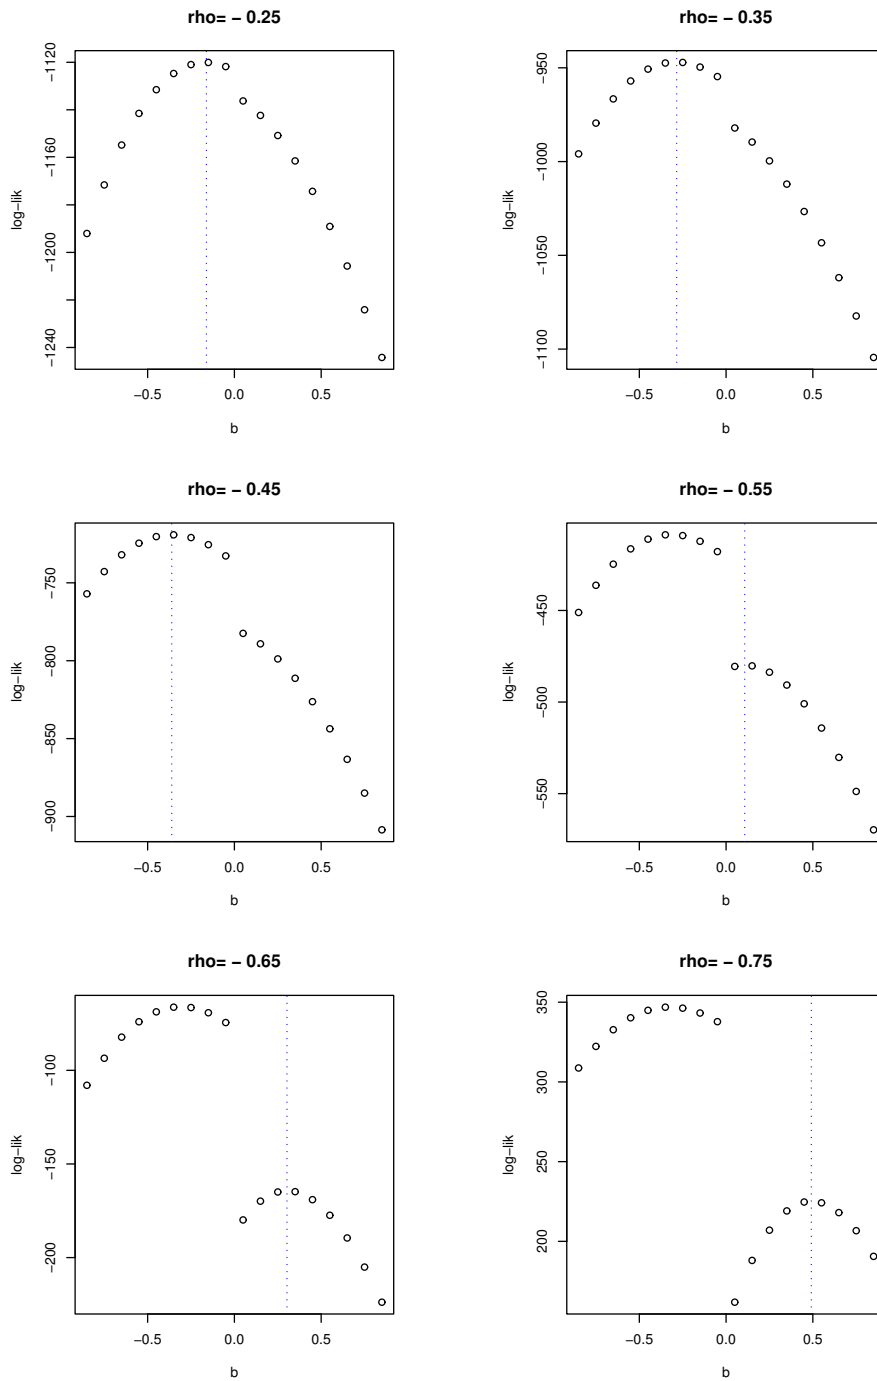 rho= − 0.25
−1120
−1160
−1200
−1240
log−lik
−0.5 0.0 0.5
b
rho= − 0.35
−950
−1000
−1050
−1100
log−lik
−0.5 0.0 0.5
b
rho= − 0.45
−750
−800
−850
−900
log−lik
−0.5 0.0 0.5
b
rho= − 0.55
−450
−500
−550
log−lik
−0.5 0.0 0.5
b
rho= − 0.65
−100
−150
−200
log−lik
−0.5 0.0 0.5
b
rho= − 0.75
350
300
250
200
log−lik
−0.5 0.0 0.5
b